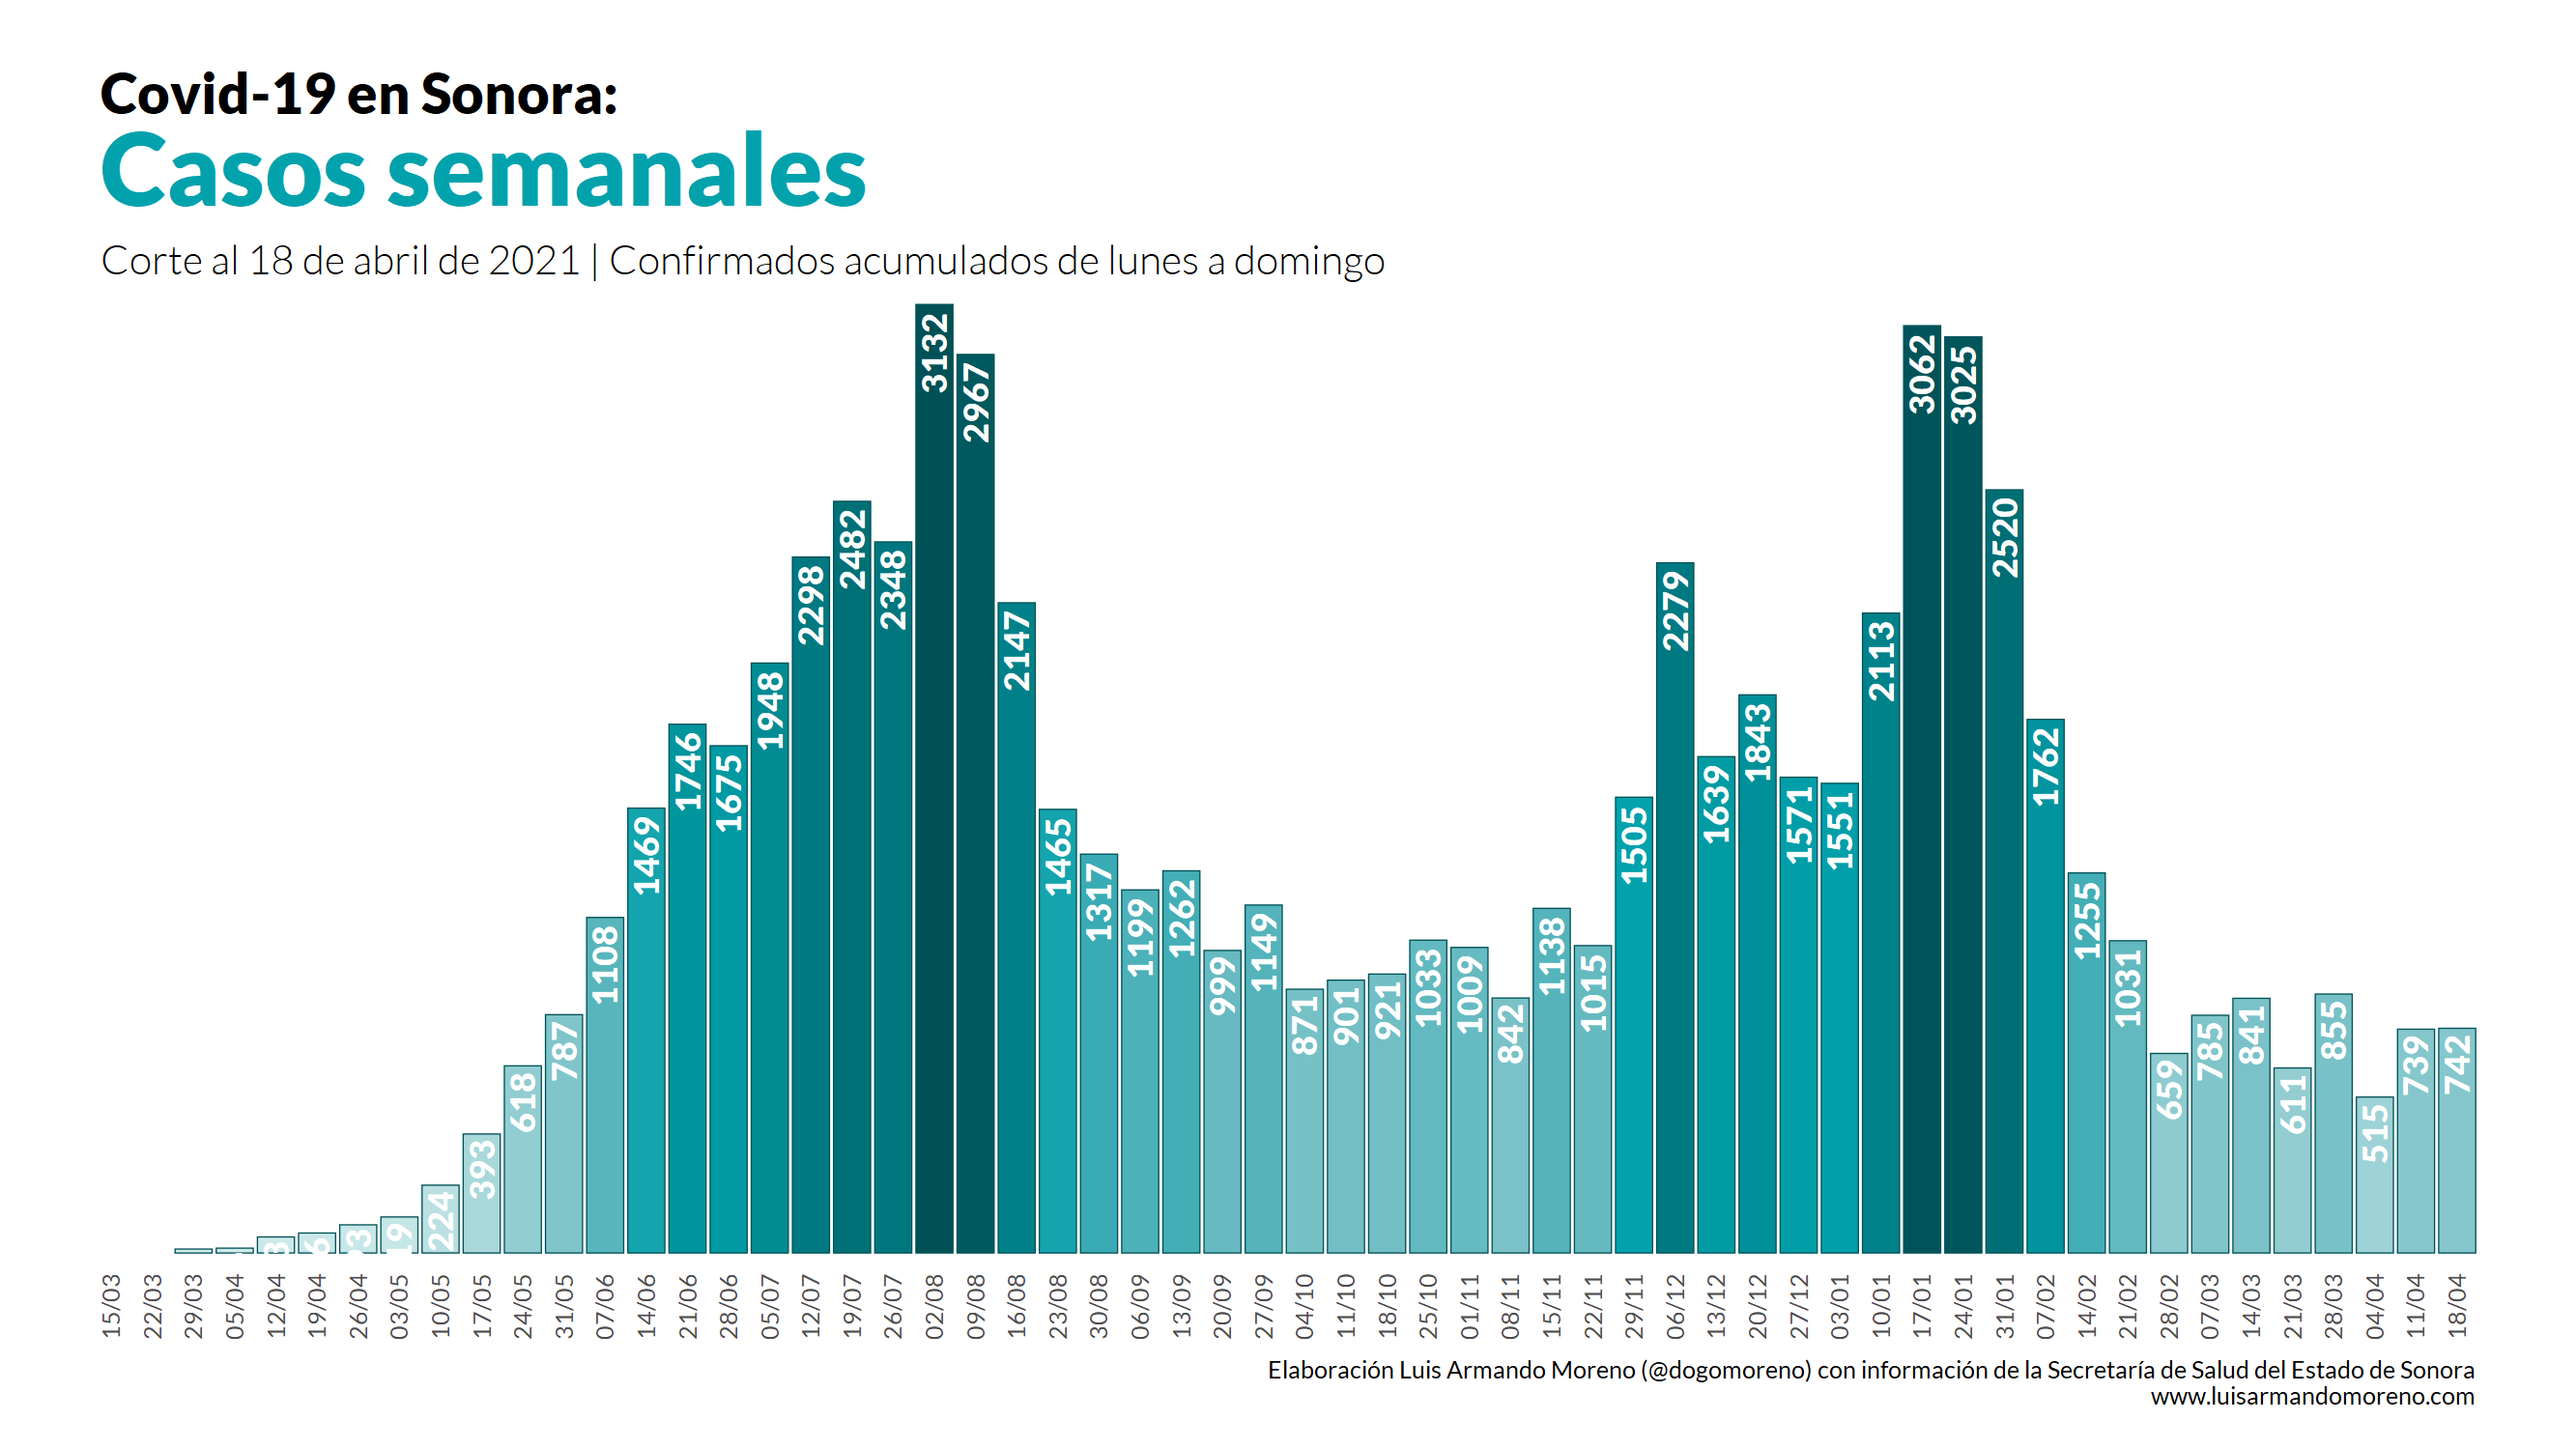 Covid-19 en Sonora:
Casos semanales
Corte al 18 de abril de 2021 | Confirmados acumulados de lunes a domingo
224 393 618 787 1108 1469 1746 1675 1948 2298 2482 2348 3132 2967 2147 1465 1317 1199 1262 999 1149 871 901 921 1033 1009 842 1138 1015 1505 2279 1639 1843 1571 1551 2113 3062 3025 2520 1762 1255 1031 659 785 841 611 855 515 739 742
15/03 22/03 29/03 05/04 12/04 19/04 26/04 03/05 10/05 17/05 24/05 31/05 07/06 14/06 21/06 28/06 05/07 12/07 19/07 26/07 02/08 09/08 16/08 23/08 30/08 06/09 13/09 20/09 27/09 04/10 11/10 18/10 25/10 01/11 08/11 15/11 22/11 29/11 06/12 13/12 20/12 27/12 03/01 10/01 17/01 24/01 31/01 07/02 14/02 21/02 28/02 07/03 14/03 21/03 28/03 04/04 11/04 18/04
Elaboración Luis Armando Moreno (@dogomoreno) con información de la Secretaría de Salud del Estado de Sonora
www.luisarmandomoreno.com